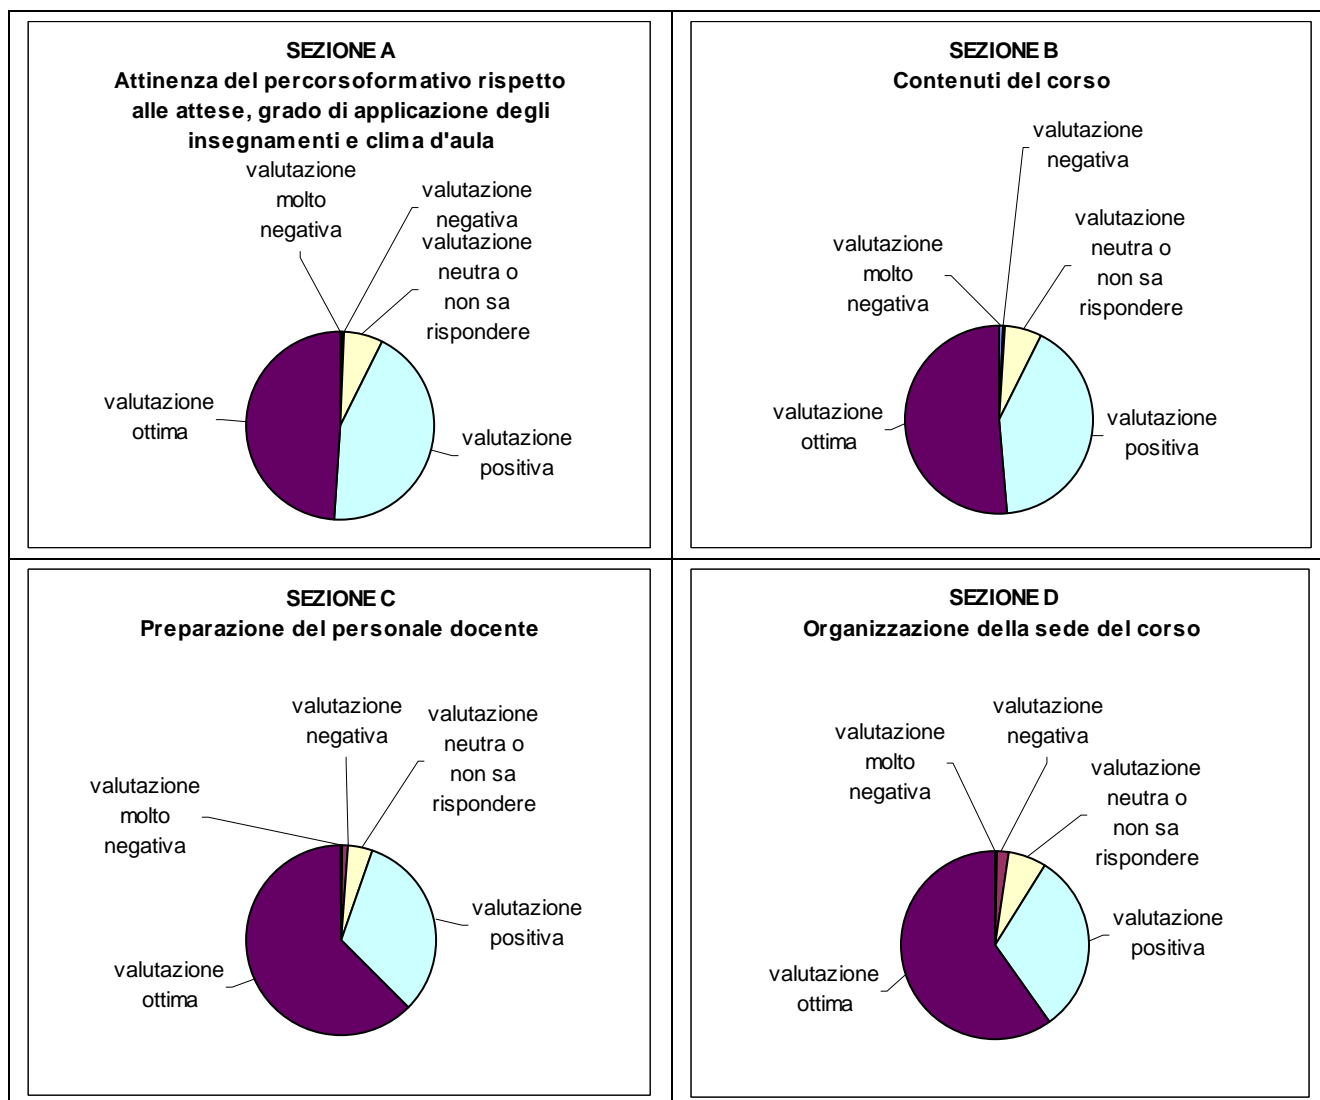 SEZIONE A
Attinenza del percorsoformativo rispetto
alle attese, grado di applicazione degli
insegnamenti e clima d'aula
valutazione
molto
negativa
valutazione
negativa
valutazione
neutra o
non sa
rispondere
valutazione
ottima
valutazione
positiva
SEZIONE B
Contenuti del corso
valutazione
negativa
valutazione
molto
negativa
valutazione
neutra o
non sa
rispondere
valutazione
ottima
valutazione
positiva
SEZIONE C
Preparazione del personale docente
valutazione
negativa
valutazione
neutra o
non sa
rispondere
valutazione
molto
negativa
valutazione
positiva
valutazione
ottima
SEZIONE D
Organizzazione della sede del corso
valutazione
molto
negativa
valutazione
negativa
valutazione
neutra o
non sa
rispondere
valutazione
positiva
valutazione
ottima